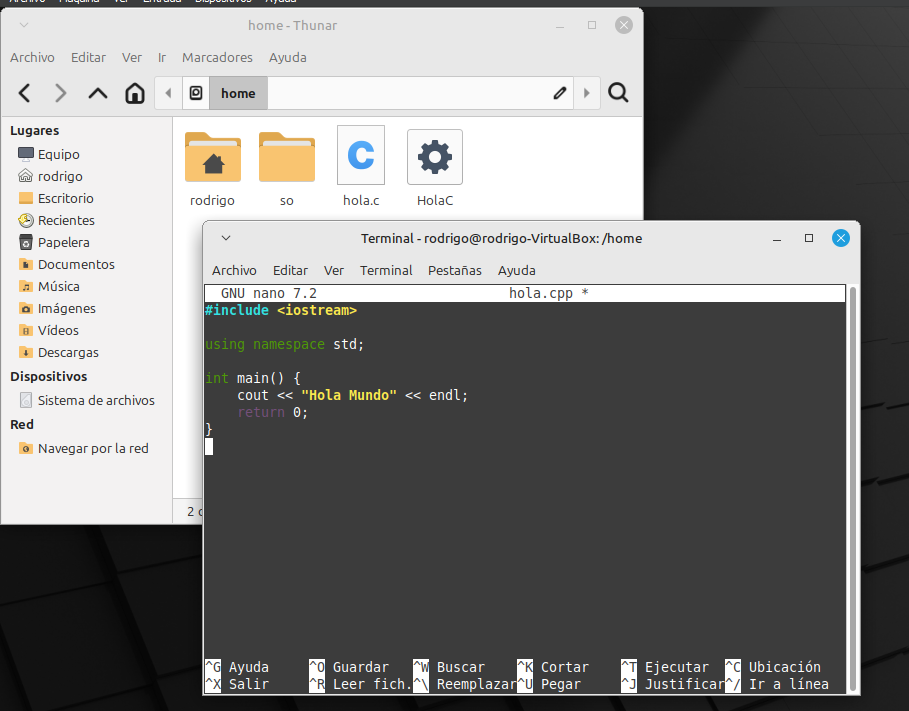 Archivo Máquina Ver Entrada Dispositivos Ayuda
home - Thunar
Archivo Editar Ver Ir Marcadores Ayuda
home
Lugares
Equipo
rodrigo
Escritorio
Recientes
Papelera
Documentos
Música
Imágenes
Vídeos
Descargas
Dispositivos
Sistema de archivos
Red
Navegar por la red
C
rodrigo
so
hola.c
HolaC
2
Terminal - rodrigo@rodrigo-VirtualBox: /home
Archivo Editar Ver Terminal Pestañas Ayuda
GNU nano 7.2 hola.cpp *
#include <iostream>
using namespace std;
int main() {
cout << "Hola Mundo" << endl;
return 0;
}
^G Ayuda ^O Guardar ^W Buscar ^K Cortar ^T Ejecutar ^C Ubicación
^X Salir ^R Leer fich. ^\ Reemplazar ^U Pegar ^J Justificar ^/ Ir a línea